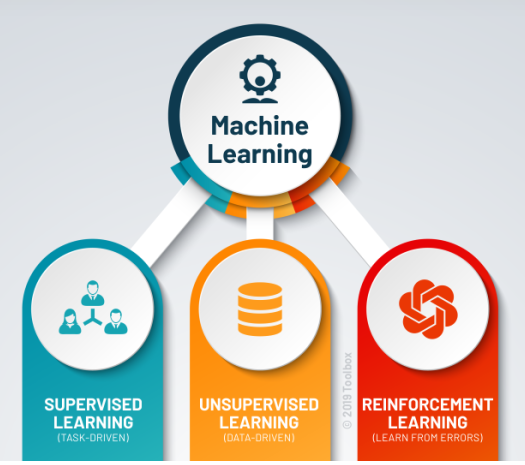 Machine
Learning
SUPERVISED
LEARNING
(TASK-DRIVEN)
UNSUPERVISED
LEARNING
(DATA-DRIVEN)
© 2019 Toolbox
REINFORCEMENT
LEARNING
(LEARN FROM ERRORS)